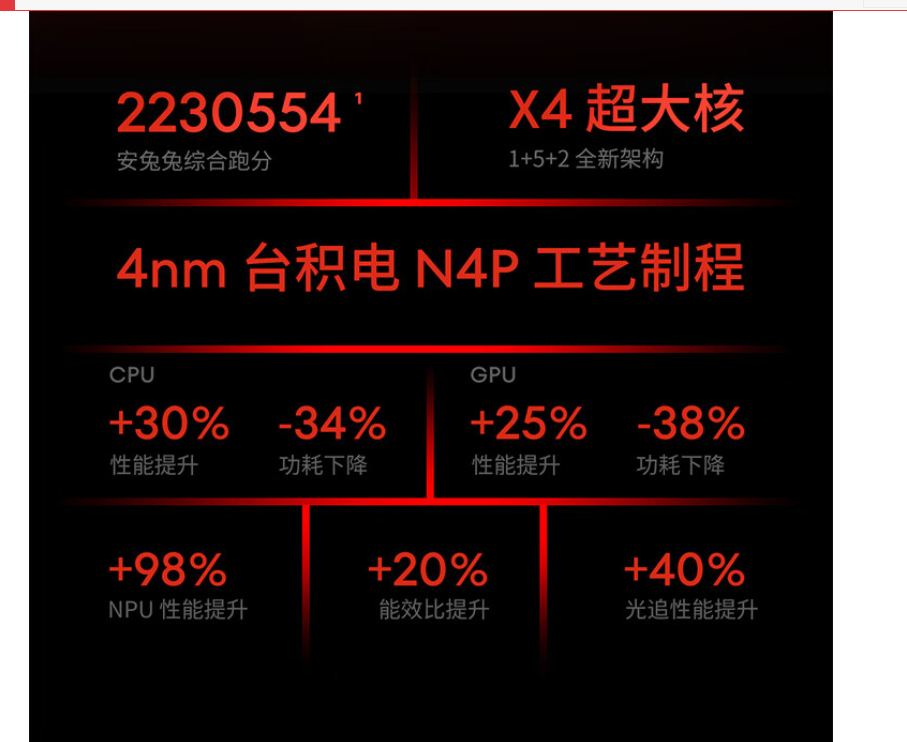 2230554¹
安兔兔综合跑分
X4 超大核
1+5+2 全新架构
4nm 台积电 N4P 工艺制程
CPU
+30%
性能提升
-34%
功耗下降
GPU
+25%
性能提升
-38%
功耗下降
+98%
NPU 性能提升
+20%
能效比提升
+40%
光追性能提升